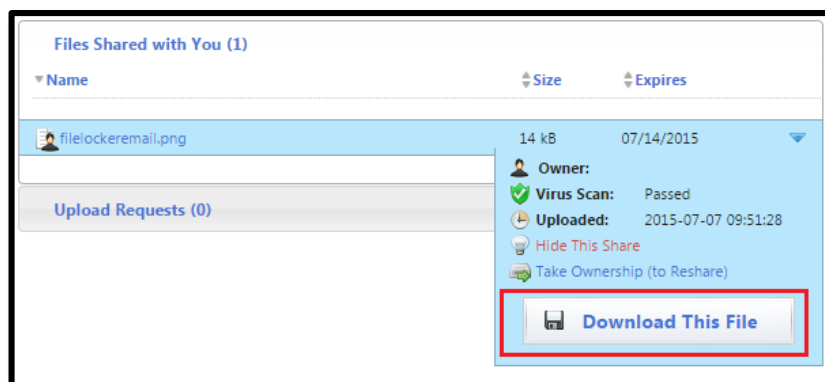 Files Shared with You (1)
Name Size Expires
filelockeremail.png 14 kB 07/14/2015
Owner:
Virus Scan: Passed
Upload Requests (0)
Uploaded: 2015-07-07 09:51:28
Hide This Share
Take Ownership (to Reshare)
Download This File